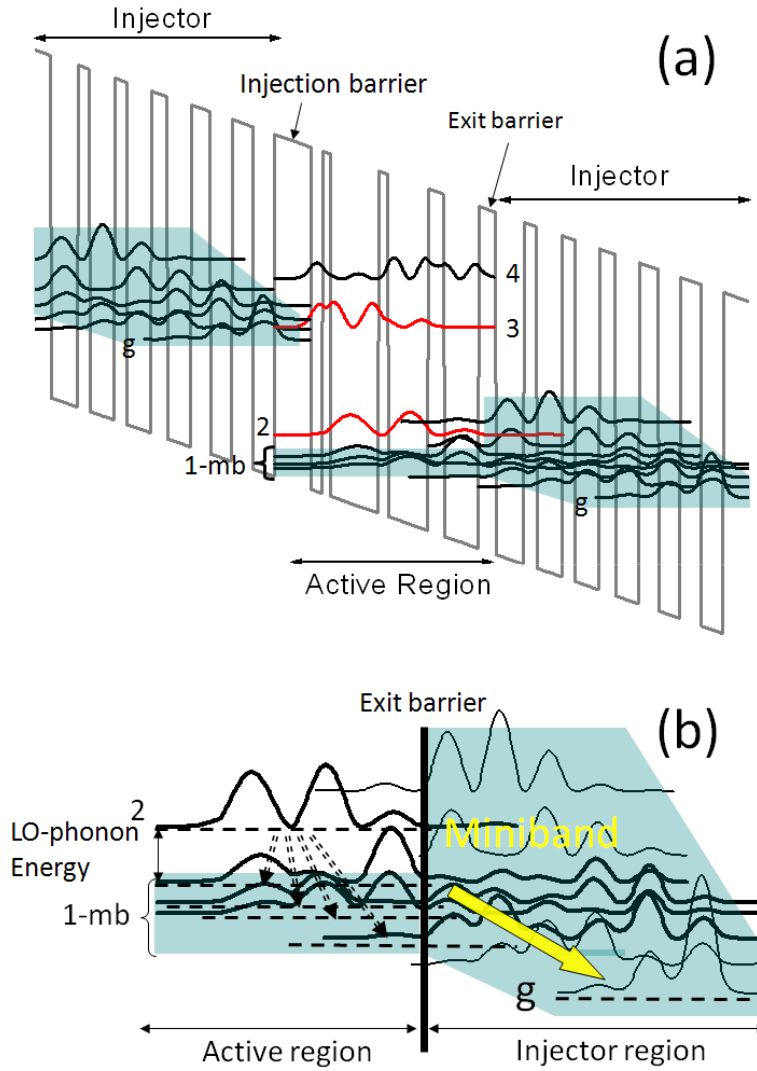 Injector
(a)
Injection barrier
Exit barrier
Injector
4
3
g
2
1-mb
g
Active Region
Exit barrier
(b)
2
LO-phonon
Energy
Miniband
1-mb
g
Active region
Injector region